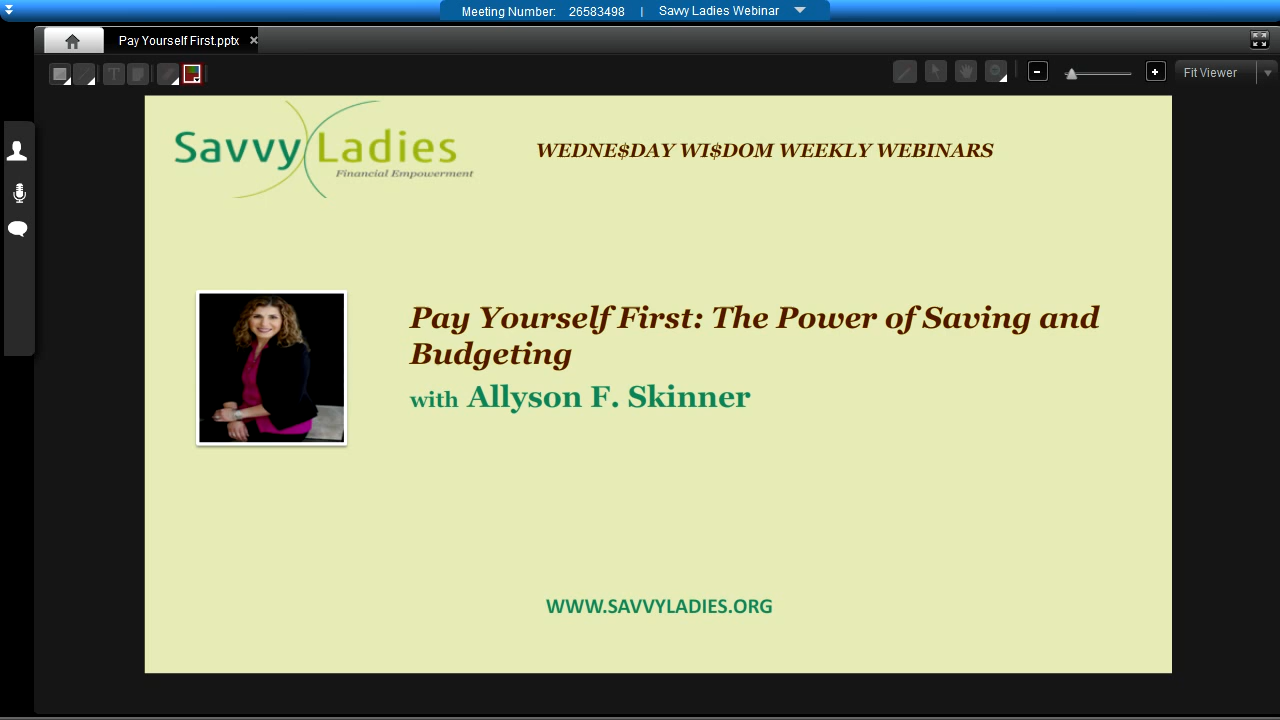 Meeting Number: 26583498 | Savvy Ladies Webinar
Pay Yourself First.pptx
T
Fit Viewer
Savvy Ladies
Financial Empowerment
WEDNE$DAY WI$DOM WEEKLY WEBINARS
Pay Yourself First: The Power of Saving and
Budgeting
with Allyson F. Skinner
WWW.SAVVYLADIES.ORG